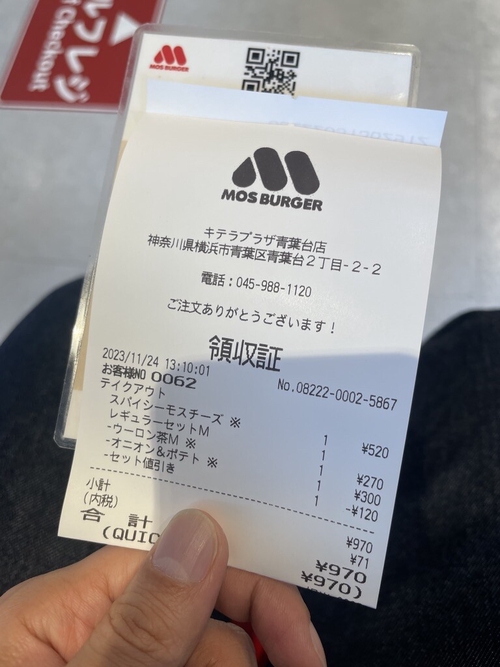 ルフレジ
Checkout
MOS BURGER
MOS BURGER
キテラプラザ青葉台店
神奈川県横浜市青葉区青葉台2丁目-2-2
電話：045-988-1120
ご注文ありがとうございます！
領収証
2023/11/24 13:10:01
お客様NO 0062 No.08222-0002-5867
テイクアウト
スパイシーモスチーズ ※ 1 ¥520
レギュラーセットM 1
-ウーロン茶M ※ 1 ¥270
-オニオン&ポテト ※ 1 ¥300
-セット値引き 1 -¥120
小計 ¥970
(内税) ¥71
合 計 ¥970
(QUIC ¥970)